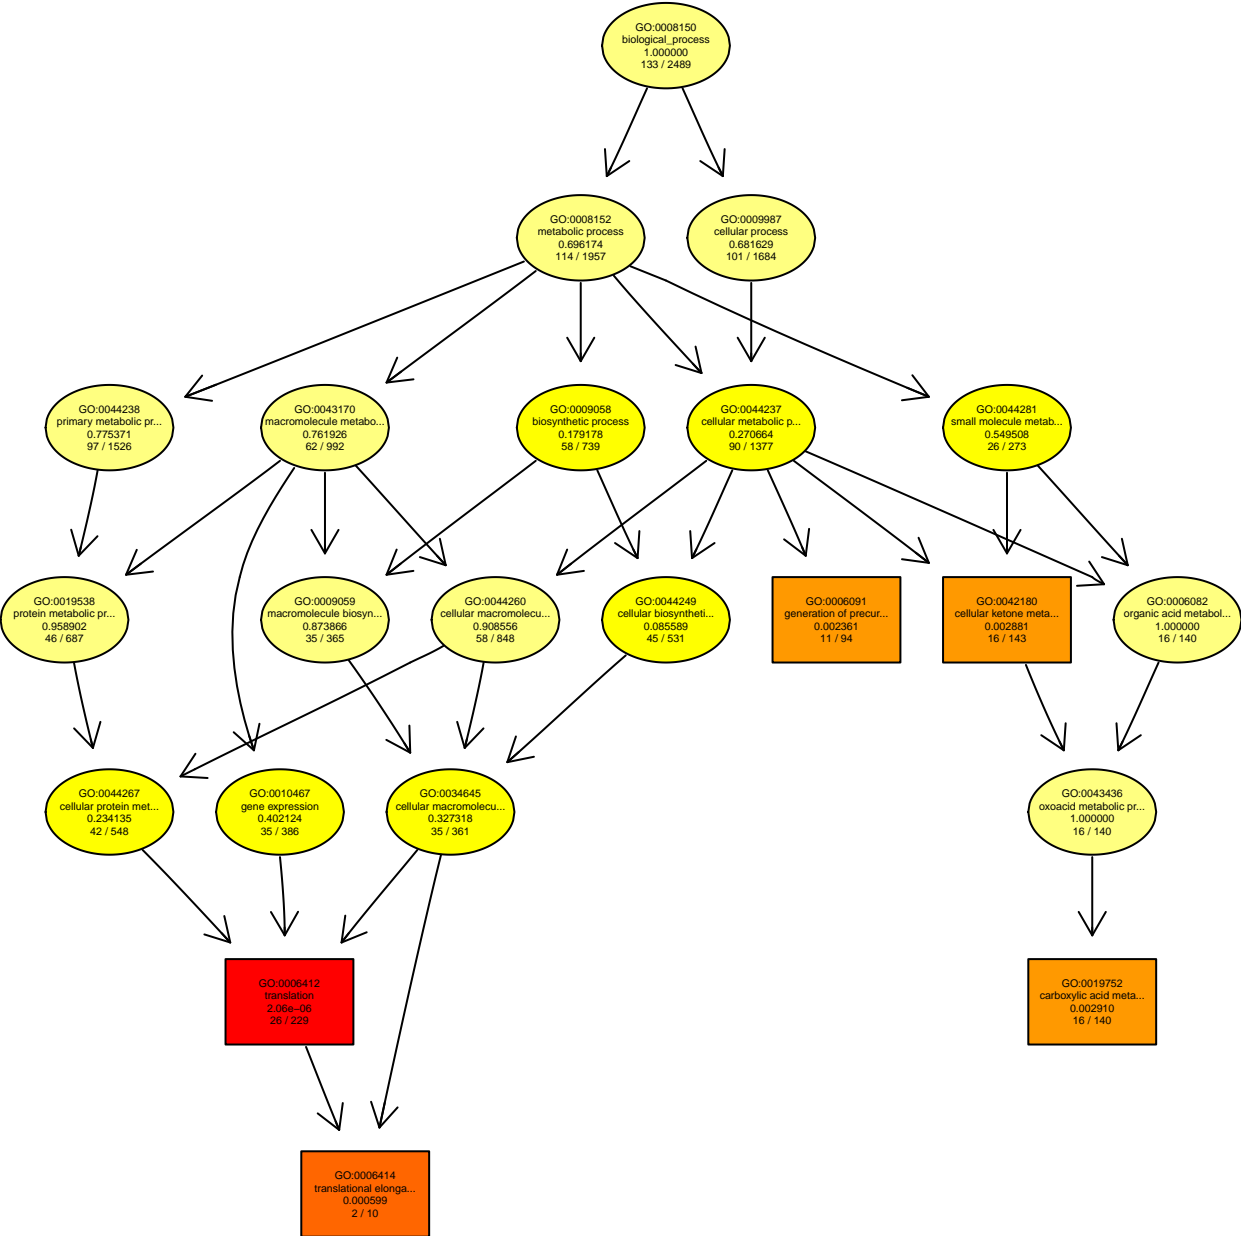 GO:0008150
biological_process
1.000000
133 / 2489
GO:0008152
metabolic process
0.696174
114 / 1957
GO:0009987
cellular process
0.681629
101 / 1684
GO:0044238
primary metabolic pr...
0.775371
97 / 1526
GO:0043170
macromolecule metabo...
0.761926
62 / 992
GO:0009058
biosynthetic process
0.179178
58 / 739
GO:0044237
cellular metabolic p...
0.270664
90 / 1377
GO:0044281
small molecule metab...
0.549508
26 / 273
GO:0019538
protein metabolic pr...
0.958902
46 / 687
GO:0009059
macromolecule biosyn...
0.873866
35 / 365
GO:0044260
cellular macromolecu...
0.908556
58 / 848
GO:0044249
cellular biosyntheti...
0.085589
45 / 531
GO:0006091
generation of precur...
0.002361
11 / 94
GO:0042180
cellular ketone meta...
0.002881
16 / 143
GO:0006082
organic acid metabol...
1.000000
16 / 140
GO:0044267
cellular protein met...
0.234135
42 / 548
GO:0010467
gene expression
0.402124
35 / 386
GO:0034645
cellular macromolecu...
0.327318
35 / 361
GO:0043436
oxoacid metabolic pr...
1.000000
16 / 140
GO:0006412
translation
2.06e−06
26 / 229
GO:0019752
carboxylic acid meta...
0.002910
16 / 140
GO:0006414
translational elonga...
0.000599
2 / 10